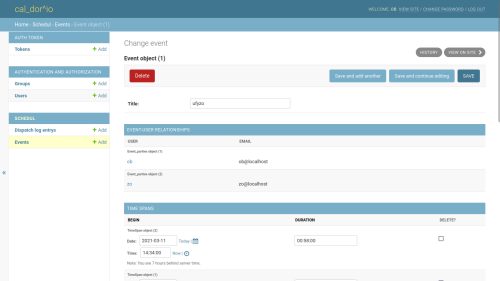 cal_dor*io
WELCOME, OB. VIEW SITE / CHANGE PASSWORD / LOG OUT
Home › Schedul › Events › Event object (1)
AUTH TOKEN
Tokens + Add
AUTHENTICATION AND AUTHORIZATION
Groups + Add
Users + Add
SCHEDUL
Dispatch log entrys + Add
Events + Add
«
Change event
HISTORY
VIEW ON SITE
Event object (1)
Delete
Save and add another
Save and continue editing
SAVE
Title:
EVENT-USER RELATIONSHIPS
USER EMAIL
Event_parties object (1)
ob ob@localhost
Event_parties object (2)
zo zo@localhost
TIME SPANS
BEGIN DURATION DELETE?
TimeSpan object (2)
Date: 2021-03-11 Today |
00:58:00
Time: 14:34:00 Now |
Note: You are 7 hours behind server time.
TimeSpan object (1)